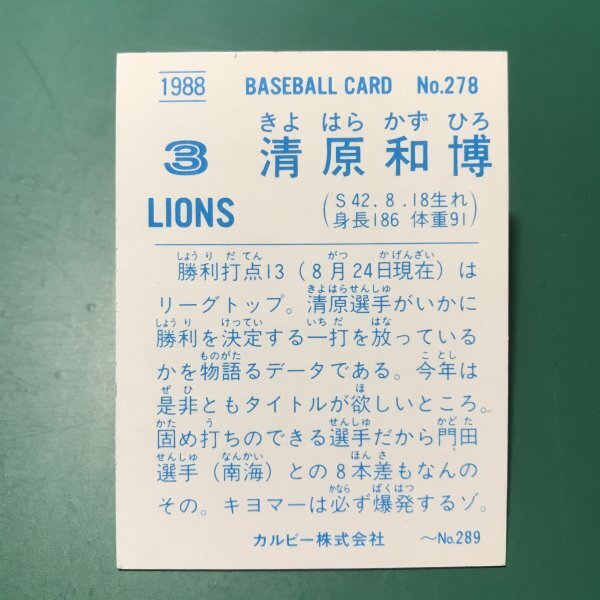 1988 BASEBALL CARD No.278
きよ はら かず ひろ
3 清原和博
LIONS (S42.8.18生れ
身長186 体重91)
しょうり だてん がつ かげんざい
勝利打点13(8月24日現在)は
きよはらせんしゅ
リーグトップ。清原選手がいかに
しょうり けってい いちだ はな
勝利を決定する一打を放っている
ものがた ことし
かを物語るデータである。今年は
ぜひ ほ
是非ともタイトルが欲しいところ。
かた う せんしゅ かどた
固め打ちのできる選手だから門田
せんしゅ なんかい ほんさ
選手(南海)との8本差もなんの
かなら ばくはつ
その。キヨマーは必ず爆発するゾ。
カルビー株式会社 〜No.289